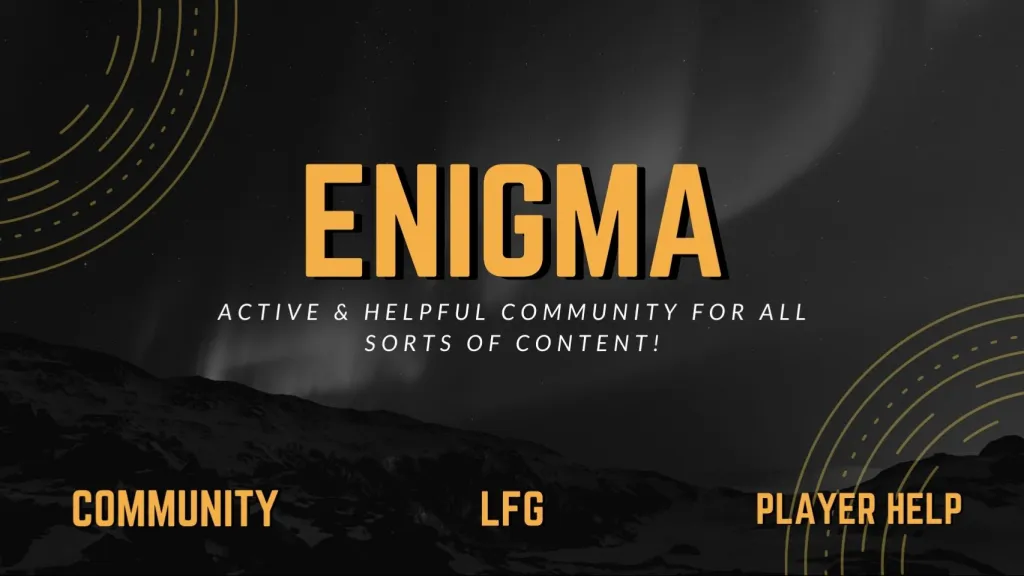 ENIGMA
ACTIVE & HELPFUL COMMUNITY FOR ALL
SORTS OF CONTENT!
COMMUNITY
LFG
PLAYER HELP